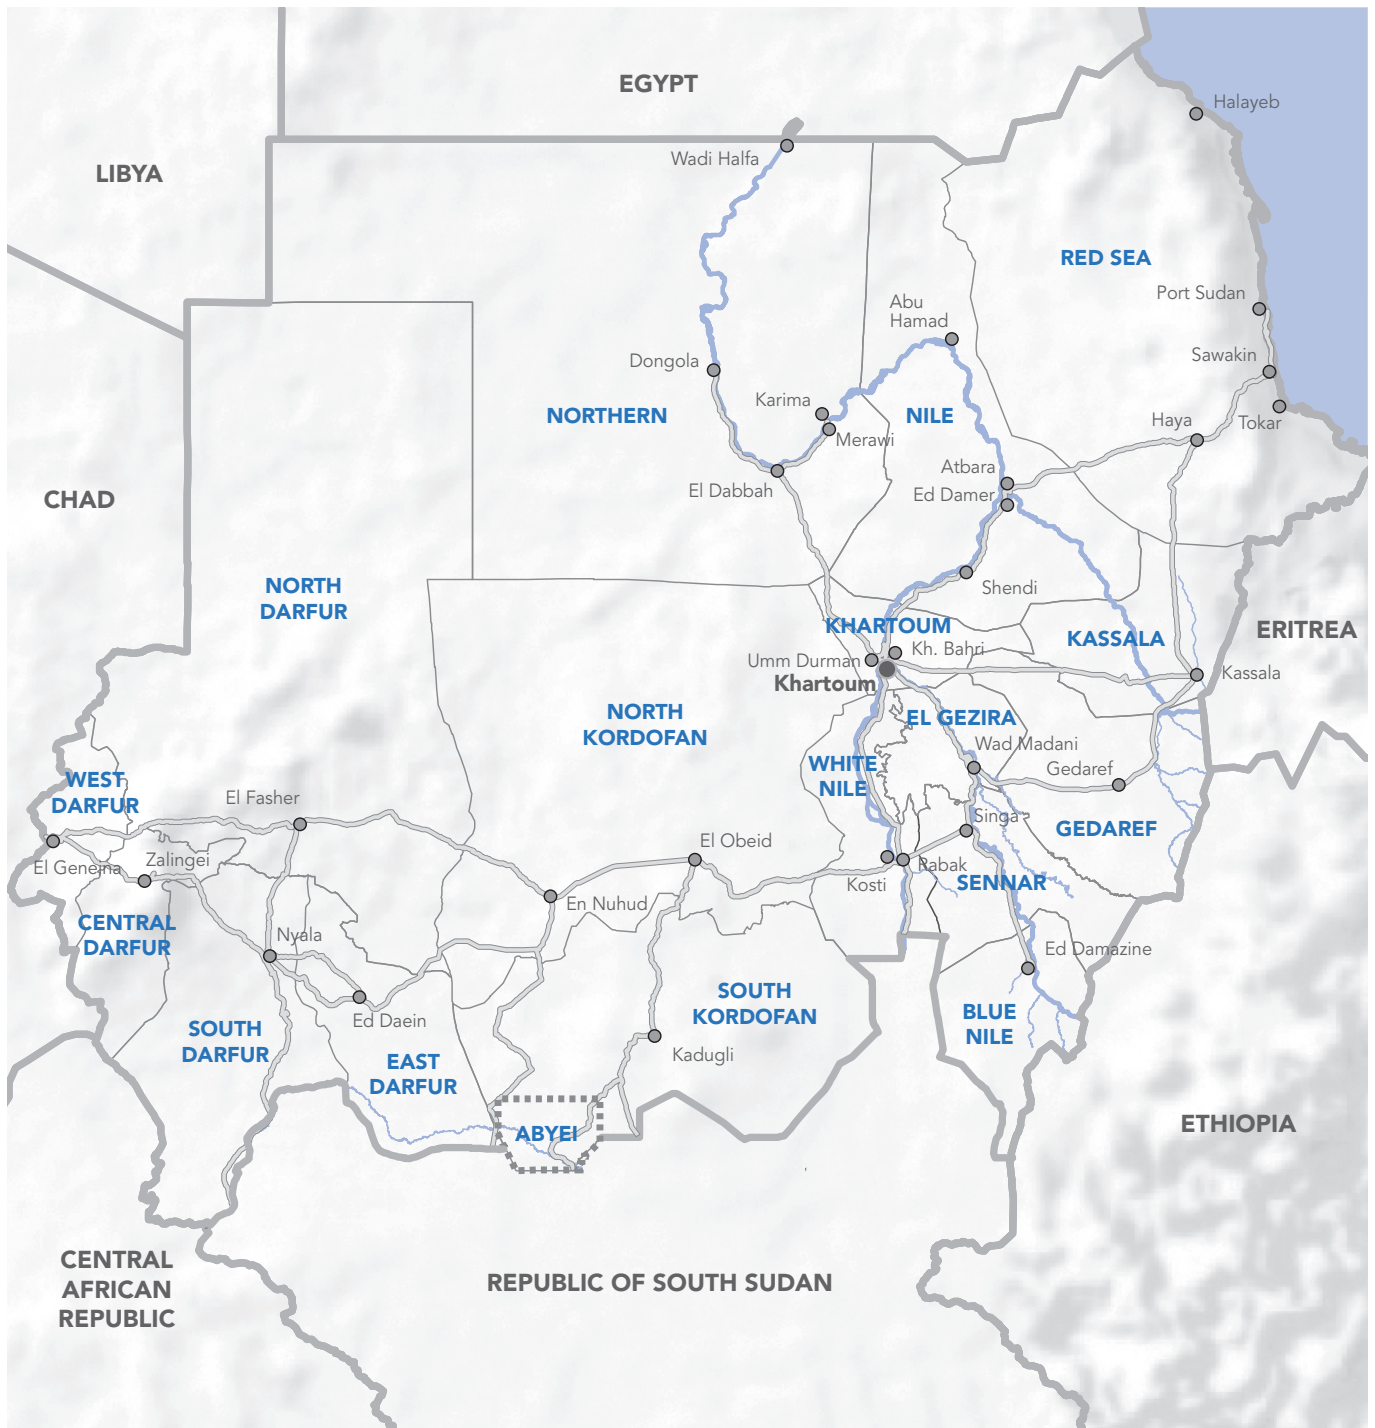 EGYPT
Halayeb
Wadi Halfa
LIBYA
RED SEA
Port Sudan
Abu
Hamad
Sawakin
Dongola
Karima
NORTHERN
NILE
Haya
Tokar
Merawi
Atbara
El Dabbah
Ed Damer
CHAD
NORTH
DARFUR
Shendi
KHARTOUM
KASSALA
ERITREA
Kh. Bahri
Umm Durman
Kassala
Khartoum
NORTH
KORDOFAN
EL GEZIRA
Wad Madani
WHITE
NILE
Gedaref
WEST
DARFUR
El Fasher
Singa
GEDAREF
El Obeid
El Geneina
Zalingei
Rabak
Kosti
SENNAR
En Nuhud
CENTRAL
DARFUR
Nyala
Ed Damazine
SOUTH
KORDOFAN
Ed Daein
BLUE
NILE
SOUTH
DARFUR
Kadugli
EAST
DARFUR
ABYEI
ETHIOPIA
CENTRAL
AFRICAN
REPUBLIC
REPUBLIC OF SOUTH SUDAN